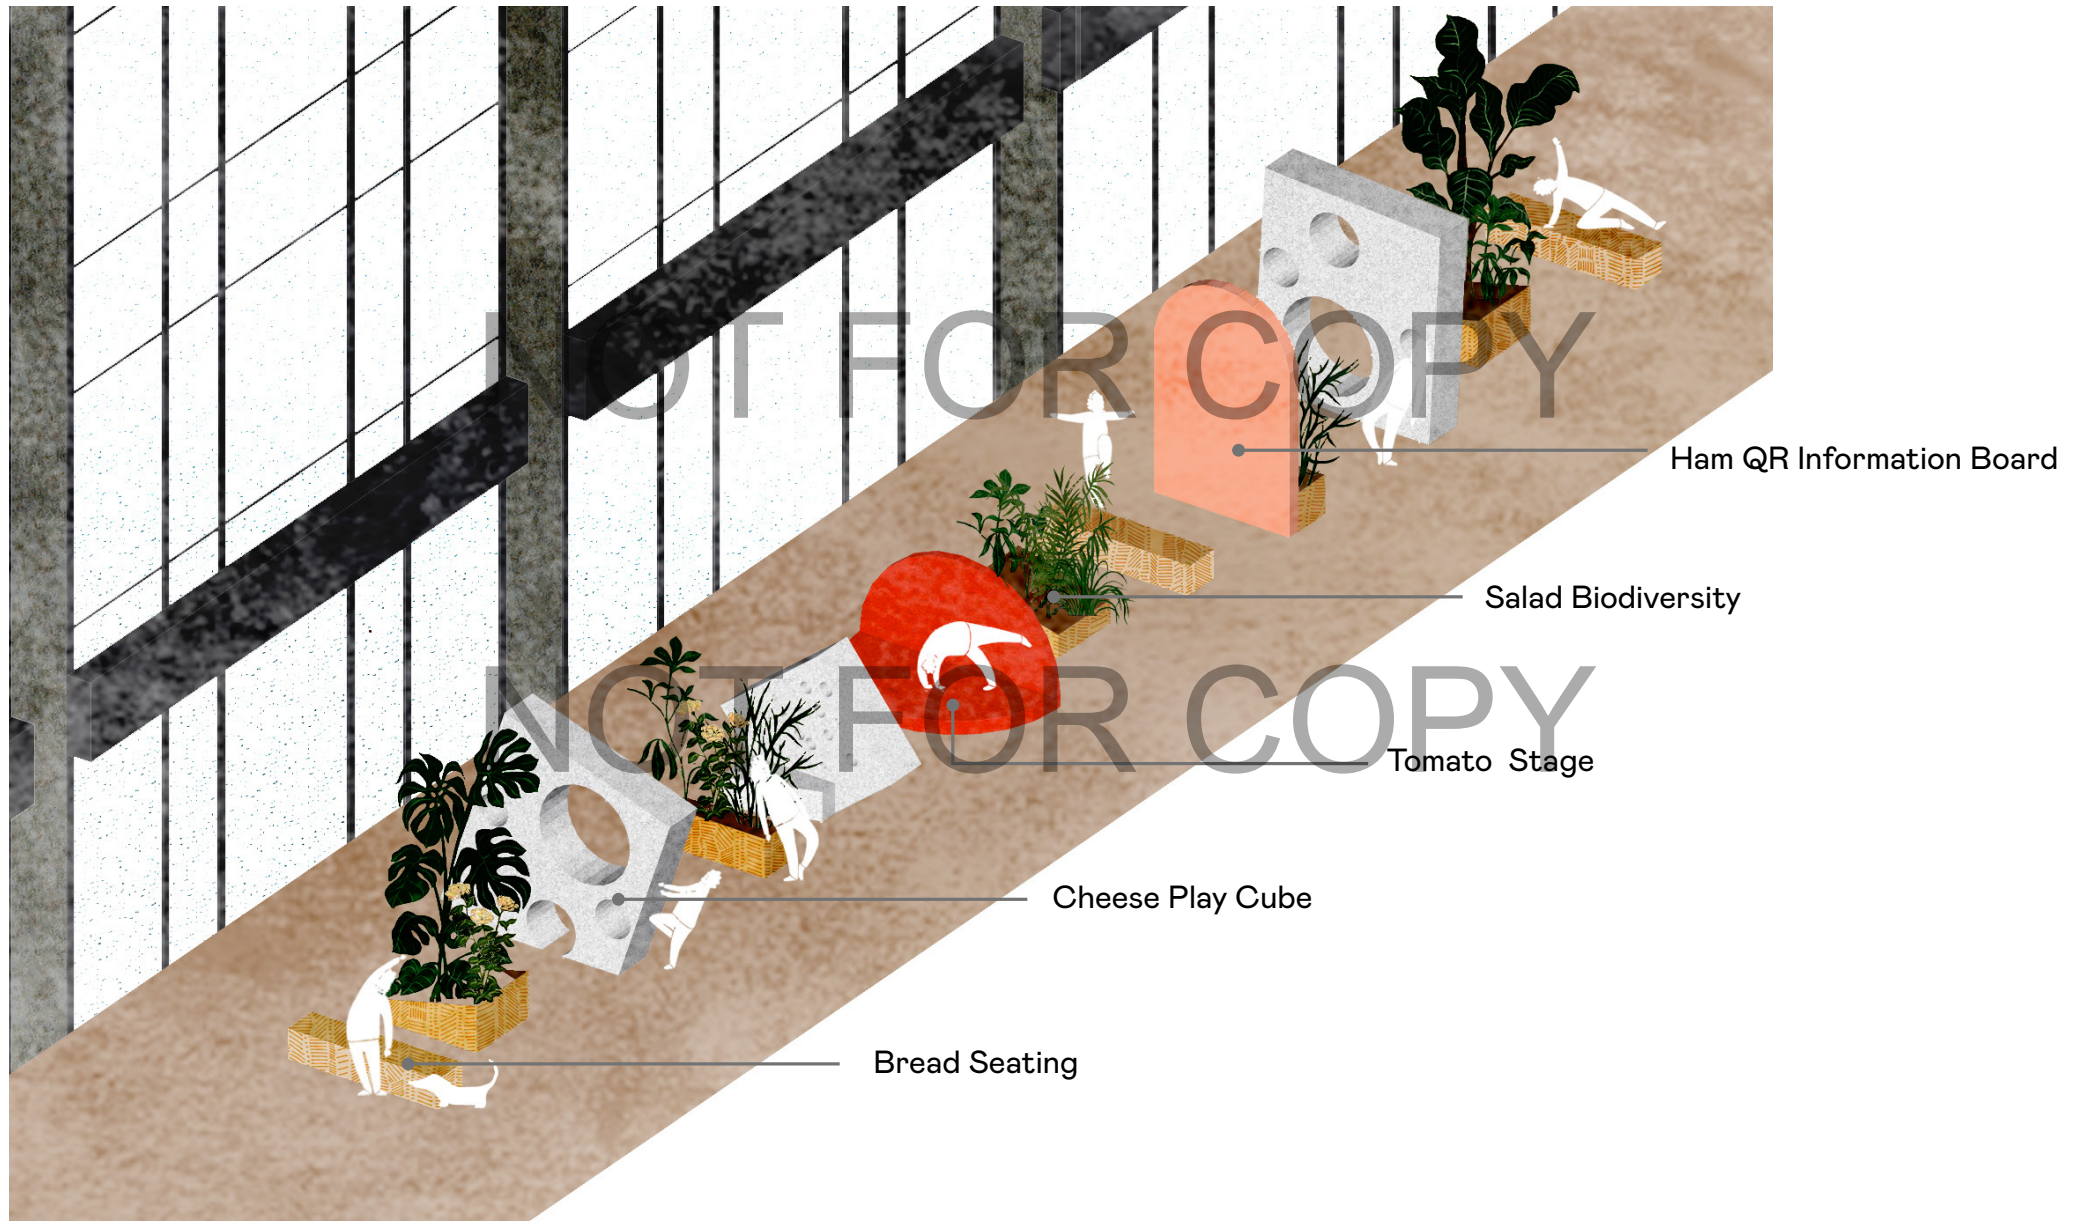 NOT FOR COPY
Ham QR Information Board
Salad Biodiversity
NOT FOR COPY
Tomato Stage
Cheese Play Cube
Bread Seating